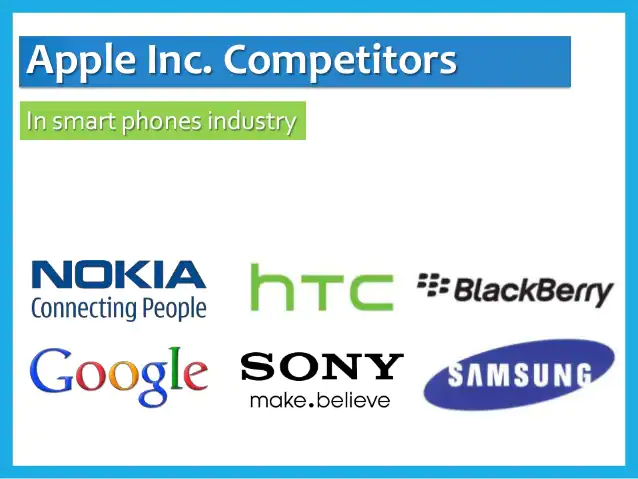 Apple Inc. Competitors
In smart phones industry
NOKIA
Connecting People
hTC
BlackBerry
Google
SONY
make.believe
SAMSUNG